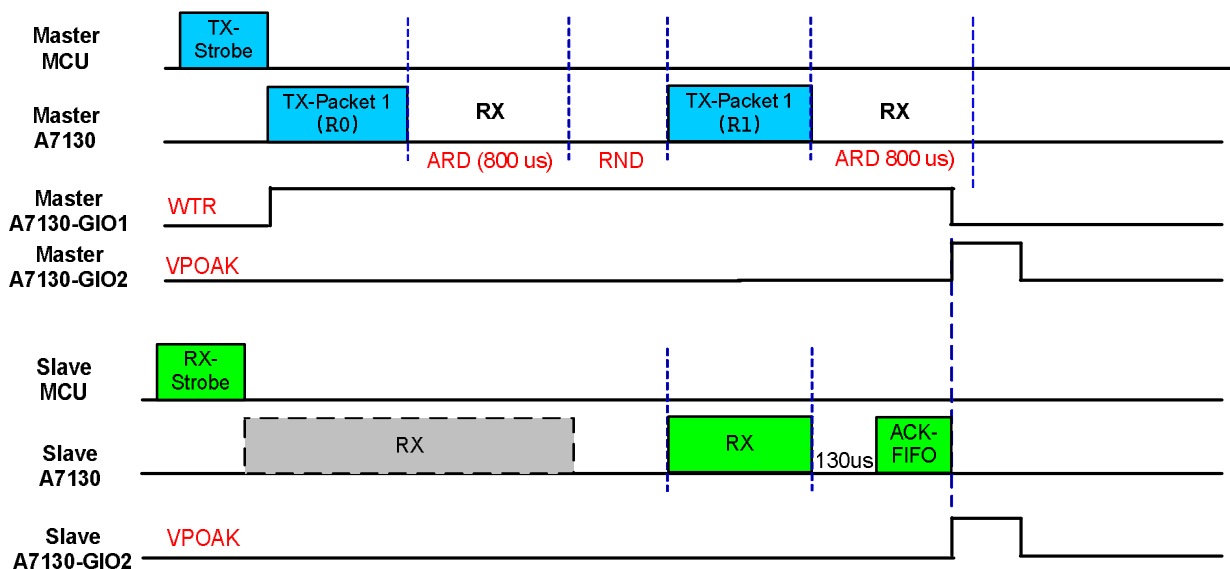 Master
MCU
TX-
Strobe
Master
A7130
TX-Packet 1
(R0)
RX
TX-Packet 1
(R1)
RX
ARD (800 us)
RND
ARD 800 us)
Master
A7130-GIO1
WTR
Master
A7130-GIO2
VPOAK
Slave
MCU
RX-
Strobe
Slave
A7130
RX
RX
130us
ACK-
FIFO
Slave
A7130-GIO2
VPOAK